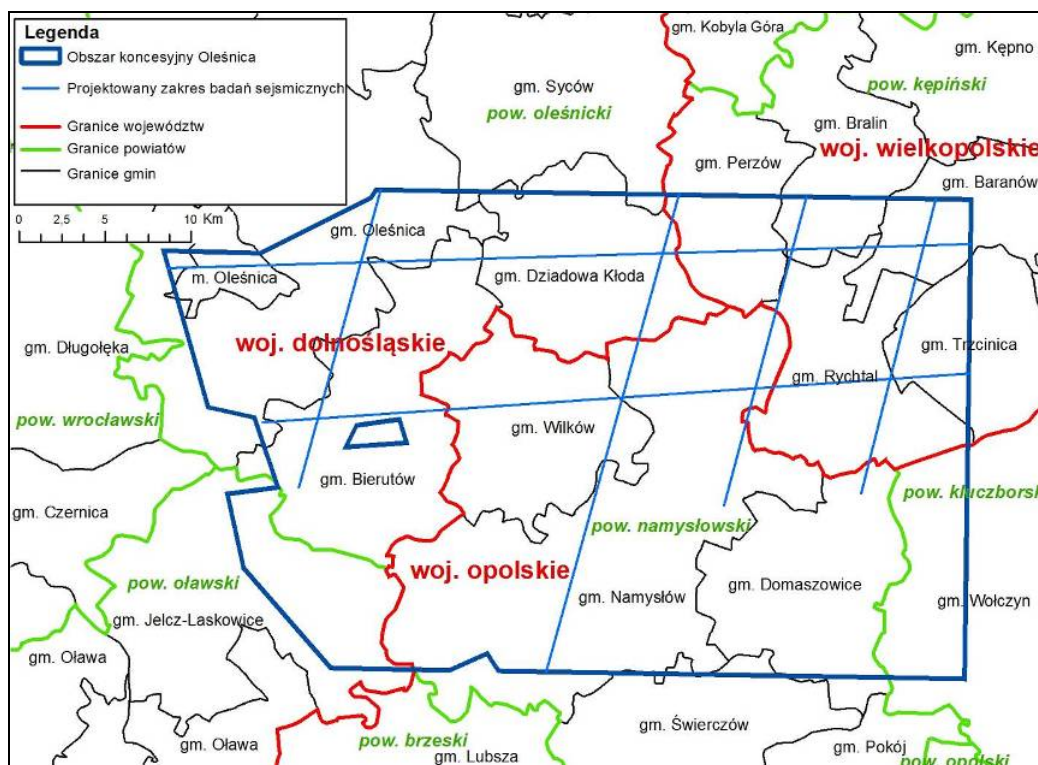 Legenda
Obszar koncesyjny Oleśnica
Projektowany zakres badań sejsmicznych
Granice województw
Granice powiatów
Granice gmin
0 2,5 5 10 Km
gm. Kobyla Góra
gm. Kępno
pow. kępiński
gm. Syców
pow. oleśnicki
gm. Bralin
woj. wielkopolskie
gm. Perzów
gm. Baranów
gm. Oleśnica
m. Oleśnica
gm. Dziadowa Kłoda
woj. dolnośląskie
gm. Długołęka
gm. Trzcinica
gm. Rychtal
pow. wrocławski
gm. Wilków
gm. Bierutów
pow. kluczborsk
gm. Czernica
pow. namysłowski
woj. opolskie
pow. oławski
gm. Domaszowice
gm. Namysłów
gm. Wołczyn
gm. Jelcz-Laskowice
gm. Oława
gm. Świerczów
pow. brzeski
gm. Oława
gm. Lubsza
gm. Pokój
pow. opolski